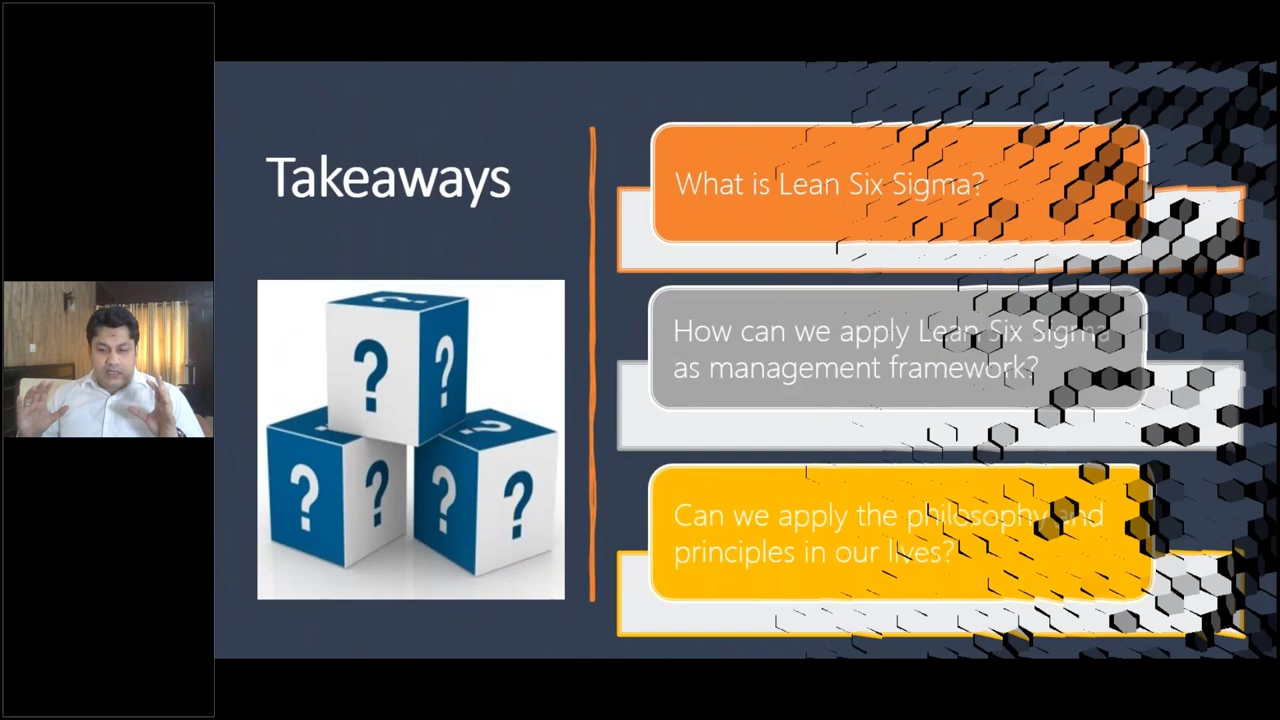 Takeaways
What is Lean Six Sigma?
How can we apply Lean Six Sigma
as management framework?
Can we apply the philosophy and
principles in our lives?
? ?
? ? ? ?